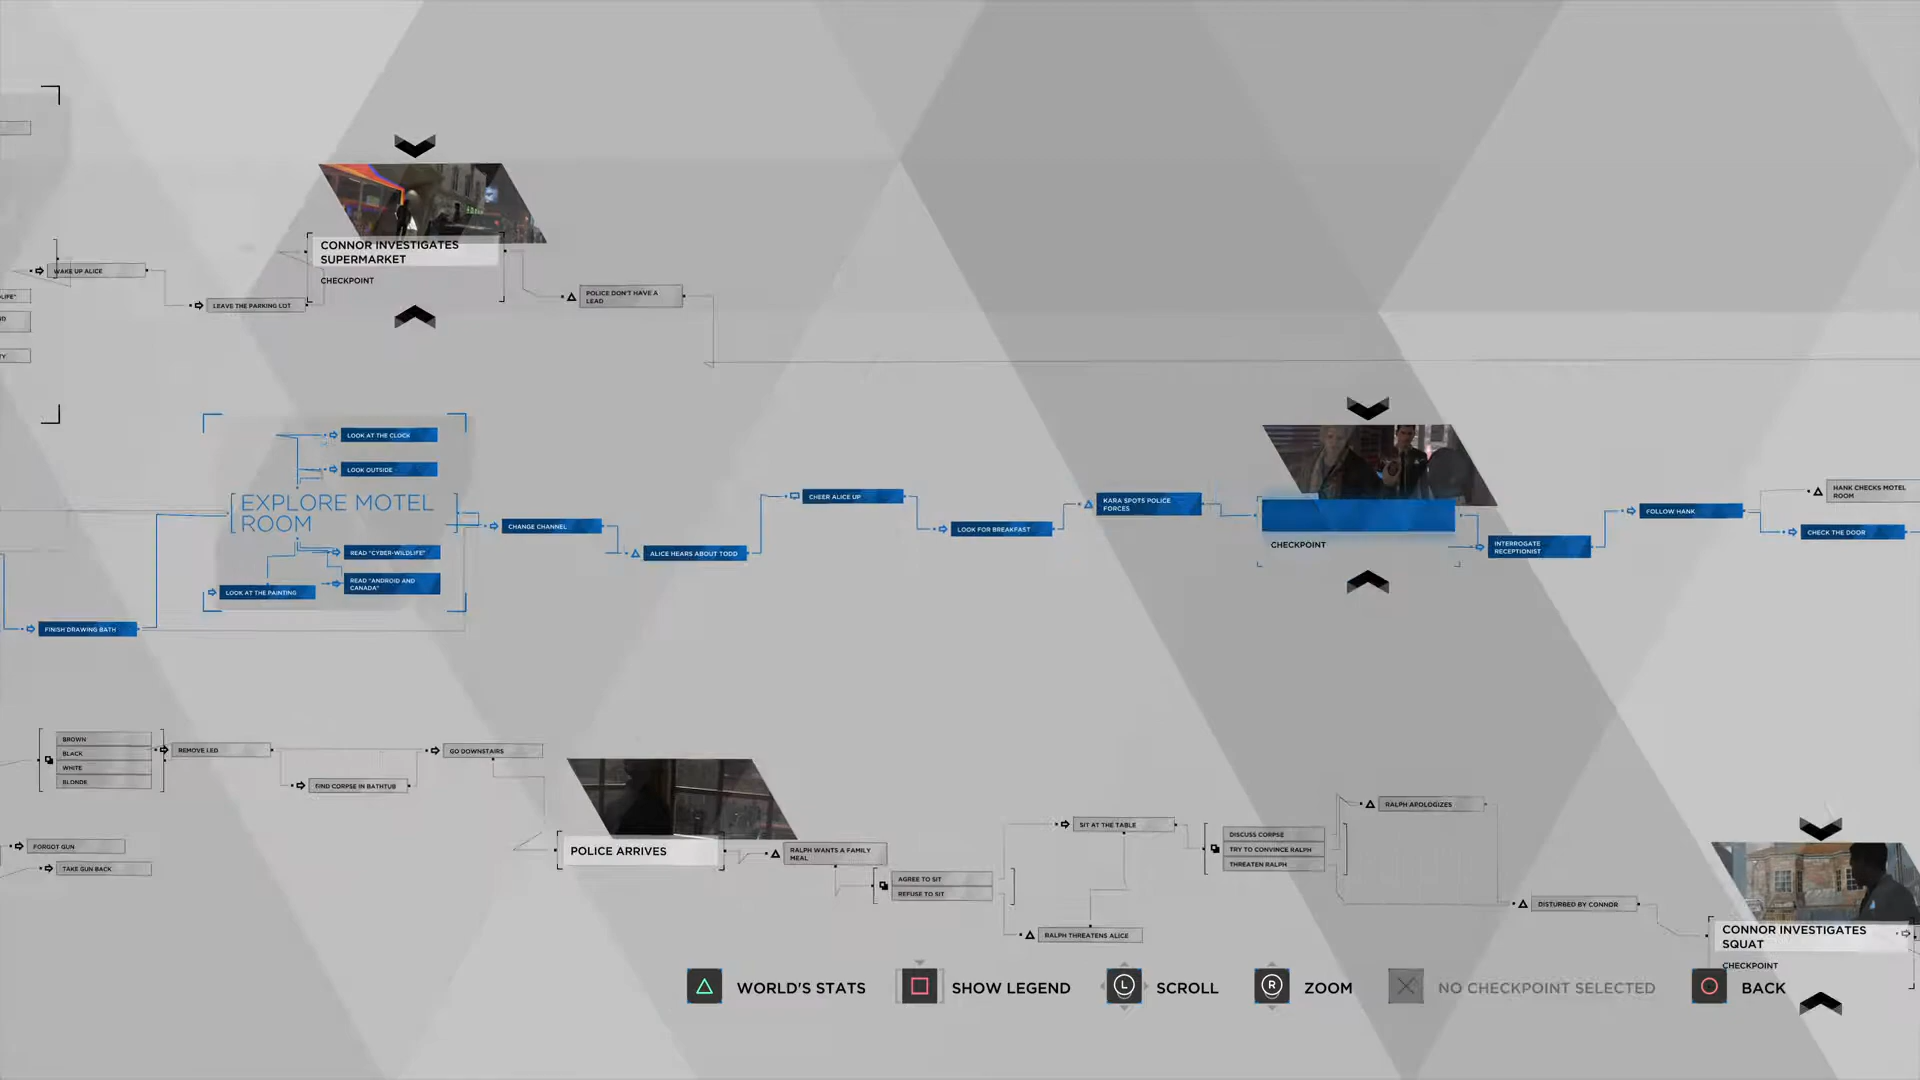 CONNOR INVESTIGATES
SUPERMARKET
CHECKPOINT
WAKE UP ALICE
LEAVE THE PARKING LOT
POLICE DON'T HAVE A
LEAD
LOOK AT THE CLOCK
LOOK OUTSIDE
EXPLORE MOTEL
ROOM
READ "CYBER-WILDLIFE"
READ "ANDROID AND
CANADA"
LOOK AT THE PAINTING
FINISH DRAWING BATH
CHANGE CHANNEL
ALICE HEARS ABOUT TODD
CHEER ALICE UP
LOOK FOR BREAKFAST
KARA SPOTS POLICE
FORCES
CHECKPOINT
INTERROGATE
RECEPTIONIST
FOLLOW HANK
HANK CHECKS MOTEL
ROOM
CHECK THE DOOR
BROWN
BLACK
WHITE
BLONDE
REMOVE LED
FIND CORPSE IN BATHTUB
GO DOWNSTAIRS
FORGOT GUN
TAKE GUN BACK
POLICE ARRIVES
RALPH WANTS A FAMILY
MEAL
AGREE TO SIT
REFUSE TO SIT
SIT AT THE TABLE
RALPH THREATENS ALICE
DISCUSS CORPSE
TRY TO CONVINCE RALPH
THREATEN RALPH
RALPH APOLOGIZES
DISTURBED BY CONNOR
CONNOR INVESTIGATES
SQUAT
CHECKPOINT
WORLD'S STATS
SHOW LEGEND
L
SCROLL
R
ZOOM
NO CHECKPOINT SELECTED
BACK